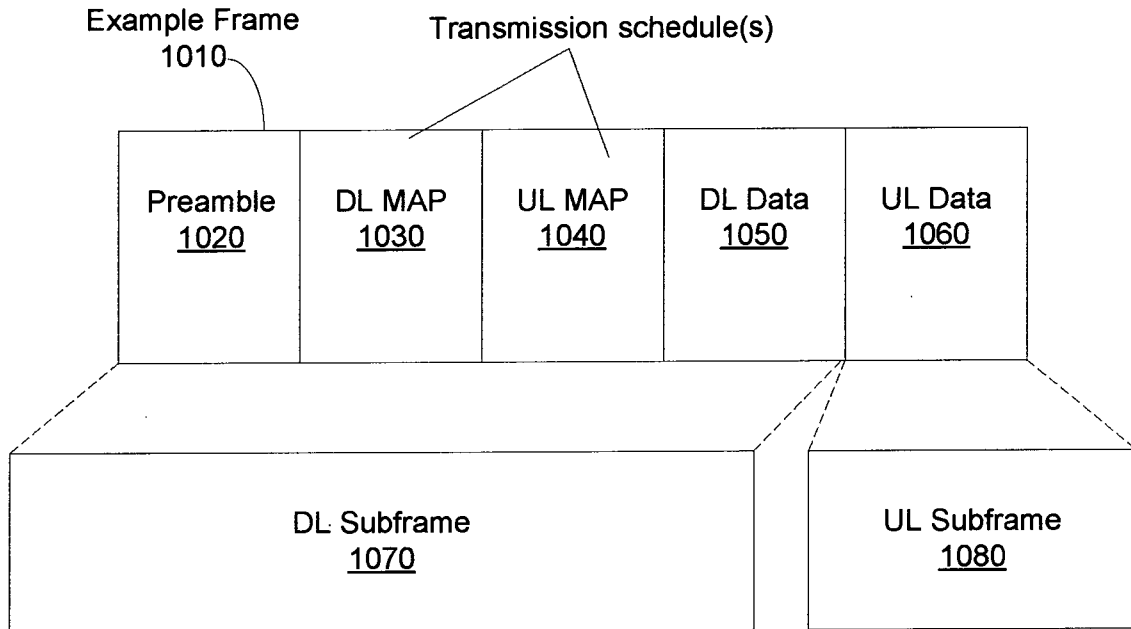 Example Frame
1010
Transmission schedule(s)
Preamble
1020
DL MAP
1030
UL MAP
1040
DL Data
1050
UL Data
1060
DL Subframe
1070
UL Subframe
1080